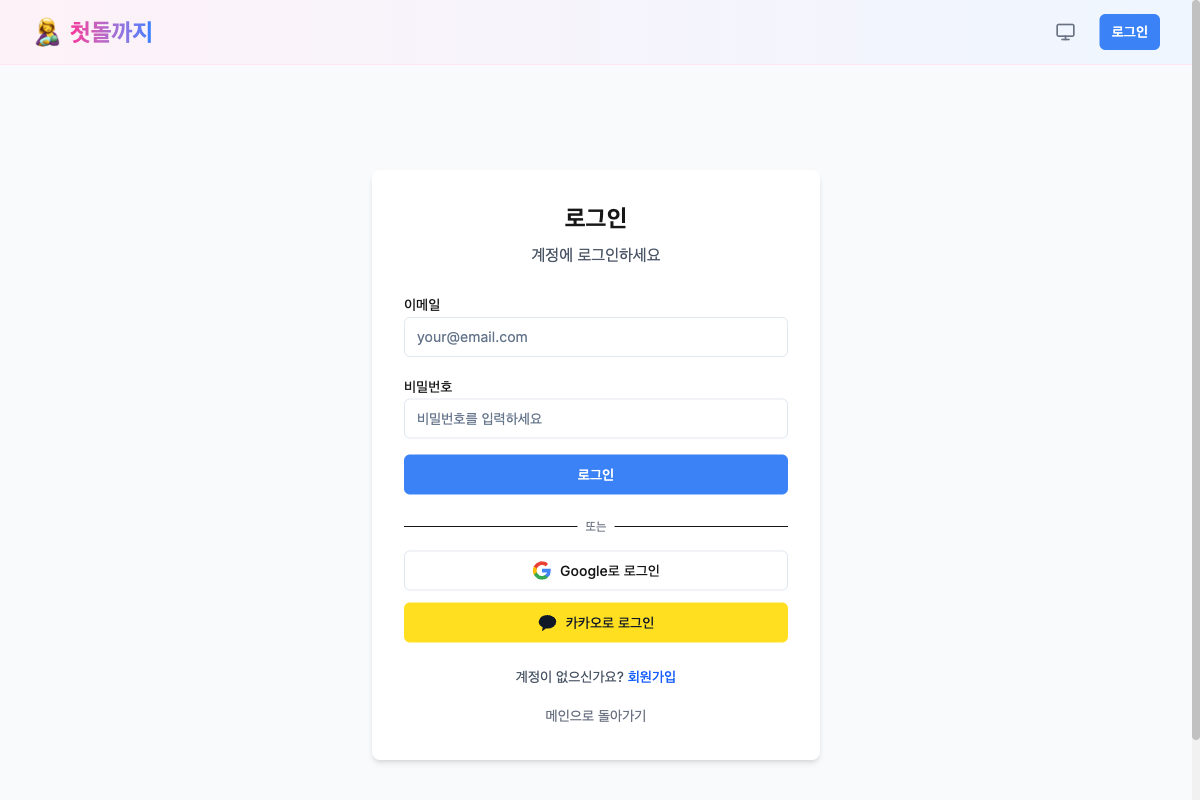 첫돌까지
로그인
로그인
계정에 로그인하세요
이메일
your@email.com
비밀번호
비밀번호를 입력하세요
로그인
또는
Google로 로그인
카카오로 로그인
계정이 없으신가요? 회원가입
메인으로 돌아가기